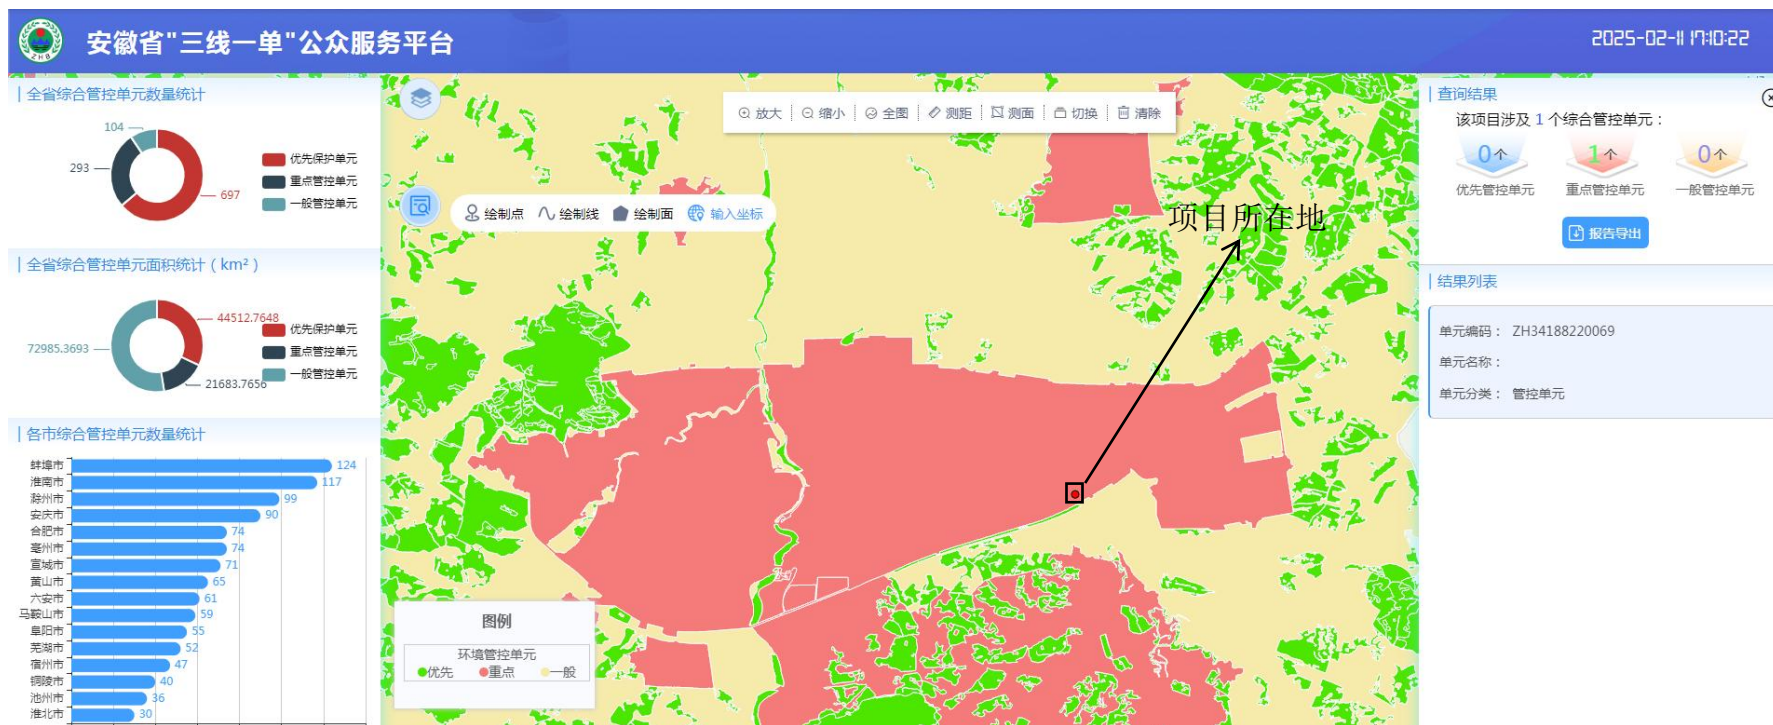 ZHB
安徽省"三线一单"公众服务平台
2025-02-11 17:10:22
全省综合管控单元数量统计
104
293
697
优先保护单元
重点管控单元
一般管控单元
全省综合管控单元面积统计（km²）
44512.7648
72985.3693
21683.7656
优先保护单元
重点管控单元
一般管控单元
各市综合管控单元数量统计
蚌埠市 124
淮南市 117
滁州市 99
安庆市 90
合肥市 74
亳州市 74
宣城市 71
黄山市 65
六安市 61
马鞍山市 59
阜阳市 55
芜湖市 52
宿州市 47
铜陵市 40
池州市 36
淮北市 30
放大 缩小 全图 测距 测面 切换 清除
绘制点 绘制线 绘制面 输入坐标
项目所在地
图例
环境管控单元
优先 重点 一般
查询结果
该项目涉及 1 个综合管控单元：
0个 1个 0个
优先管控单元 重点管控单元 一般管控单元
报告导出
结果列表
单元编码： ZH34188220069
单元名称：
单元分类： 管控单元